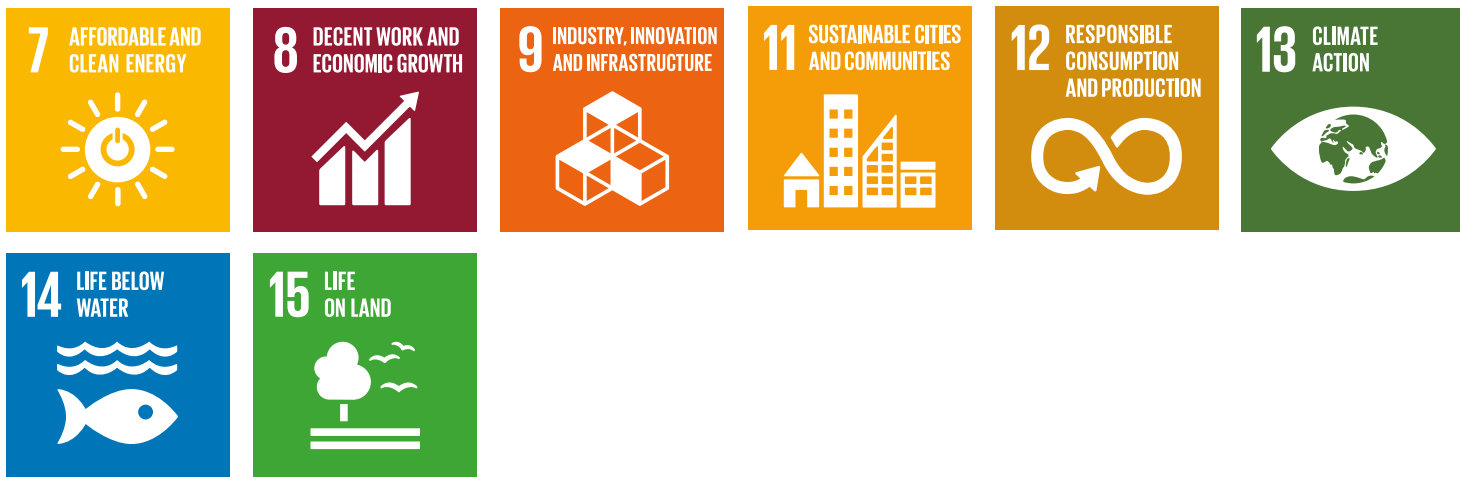 7 AFFORDABLE AND
CLEAN ENERGY
8 DECENT WORK AND
ECONOMIC GROWTH
9 INDUSTRY, INNOVATION
AND INFRASTRUCTURE
11 SUSTAINABLE CITIES
AND COMMUNITIES
12 RESPONSIBLE
CONSUMPTION
AND PRODUCTION
13 CLIMATE
ACTION
14 LIFE BELOW
WATER
15 LIFE
ON LAND